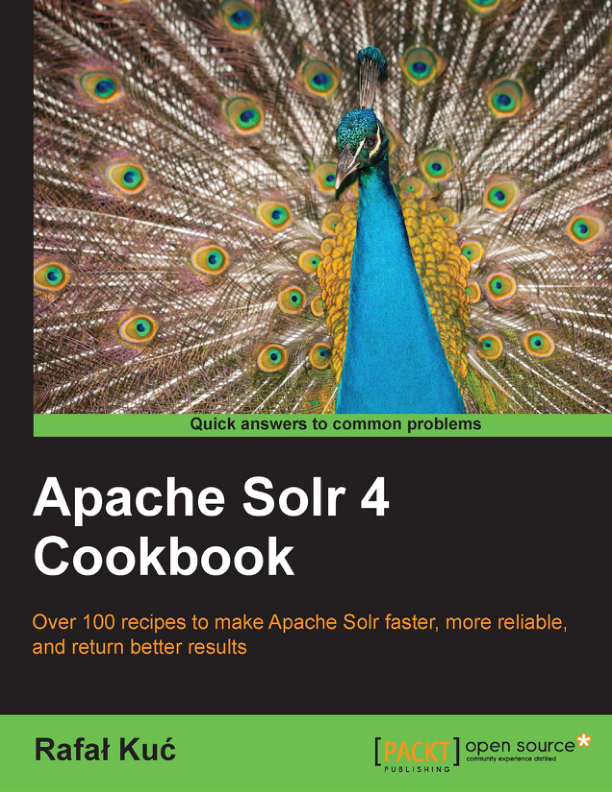 Quick answers to common problems
Apache Solr 4
Cookbook
Over 100 recipes to make Apache Solr faster, more reliable,
and return better results
Rafał Kuć
[PACKT] open source*
PUBLISHING community experience distilled